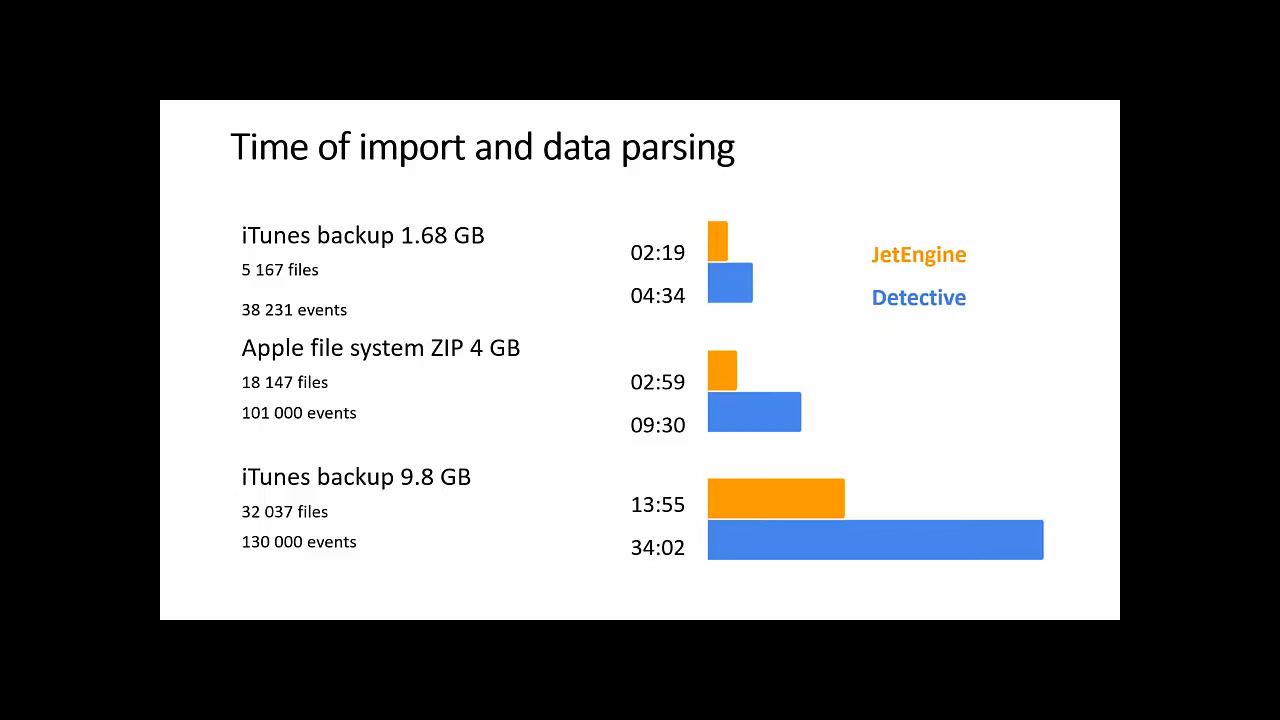 Time of import and data parsing
iTunes backup 1.68 GB
5 167 files
38 231 events
02:19
04:34
JetEngine
Detective
Apple file system ZIP 4 GB
18 147 files
101 000 events
02:59
09:30
iTunes backup 9.8 GB
32 037 files
130 000 events
13:55
34:02